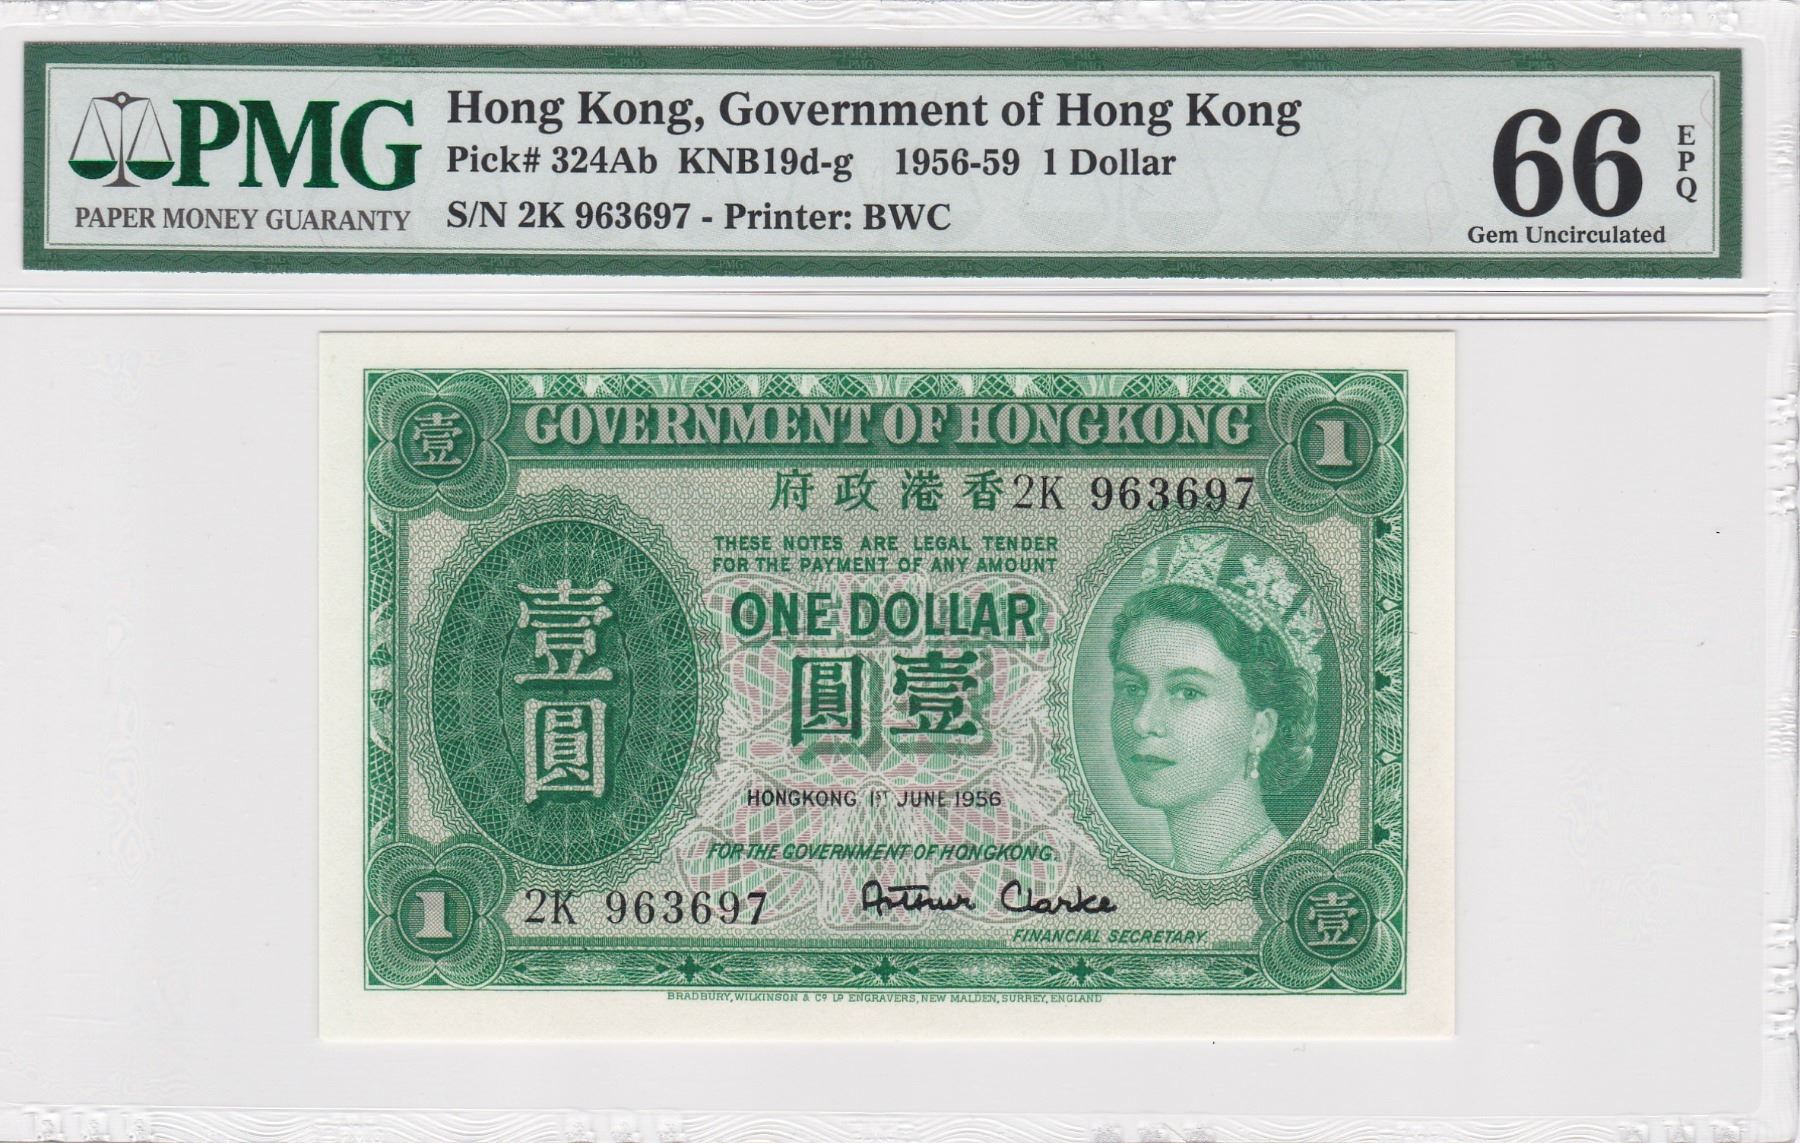 PMG
PAPER MONEY GUARANTY
Hong Kong, Government of Hong Kong
Pick# 324Ab KNB19d-g 1956-59 1 Dollar
S/N 2K 963697 - Printer: BWC
66
EPQ
Gem Uncirculated
壹
GOVERNMENT OF HONGKONG
1
府政港香
2K 963697
THESE NOTES ARE LEGAL TENDER
FOR THE PAYMENT OF ANY AMOUNT
ONE DOLLAR
壹圓
圓壹
HONGKONG 1ST JUNE 1956
FOR THE GOVERNMENT OF HONGKONG.
2K 963697
Arthur Clarke
FINANCIAL SECRETARY.
1
壹
BRADBURY, WILKINSON & Cº Lᴰ ENGRAVERS, NEW MALDEN, SURREY, ENGLAND